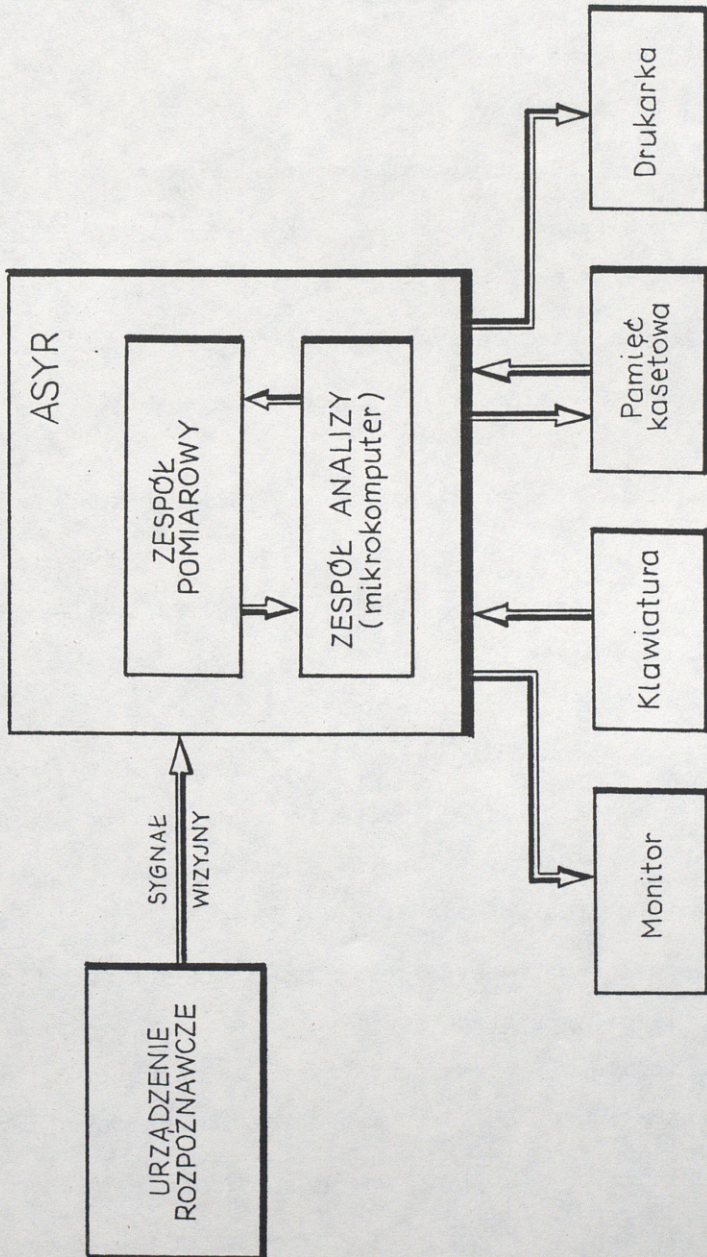 URZĄDZENIE
ROZPOZNAWCZE
SYGNAŁ
WIZYJNY
ASYR
ZESPÓŁ
POMIAROWY
ZESPÓŁ ANALIZY
(mikrokomputer)
Monitor
Klawiatura
Pamięć
kasetowa
Drukarka